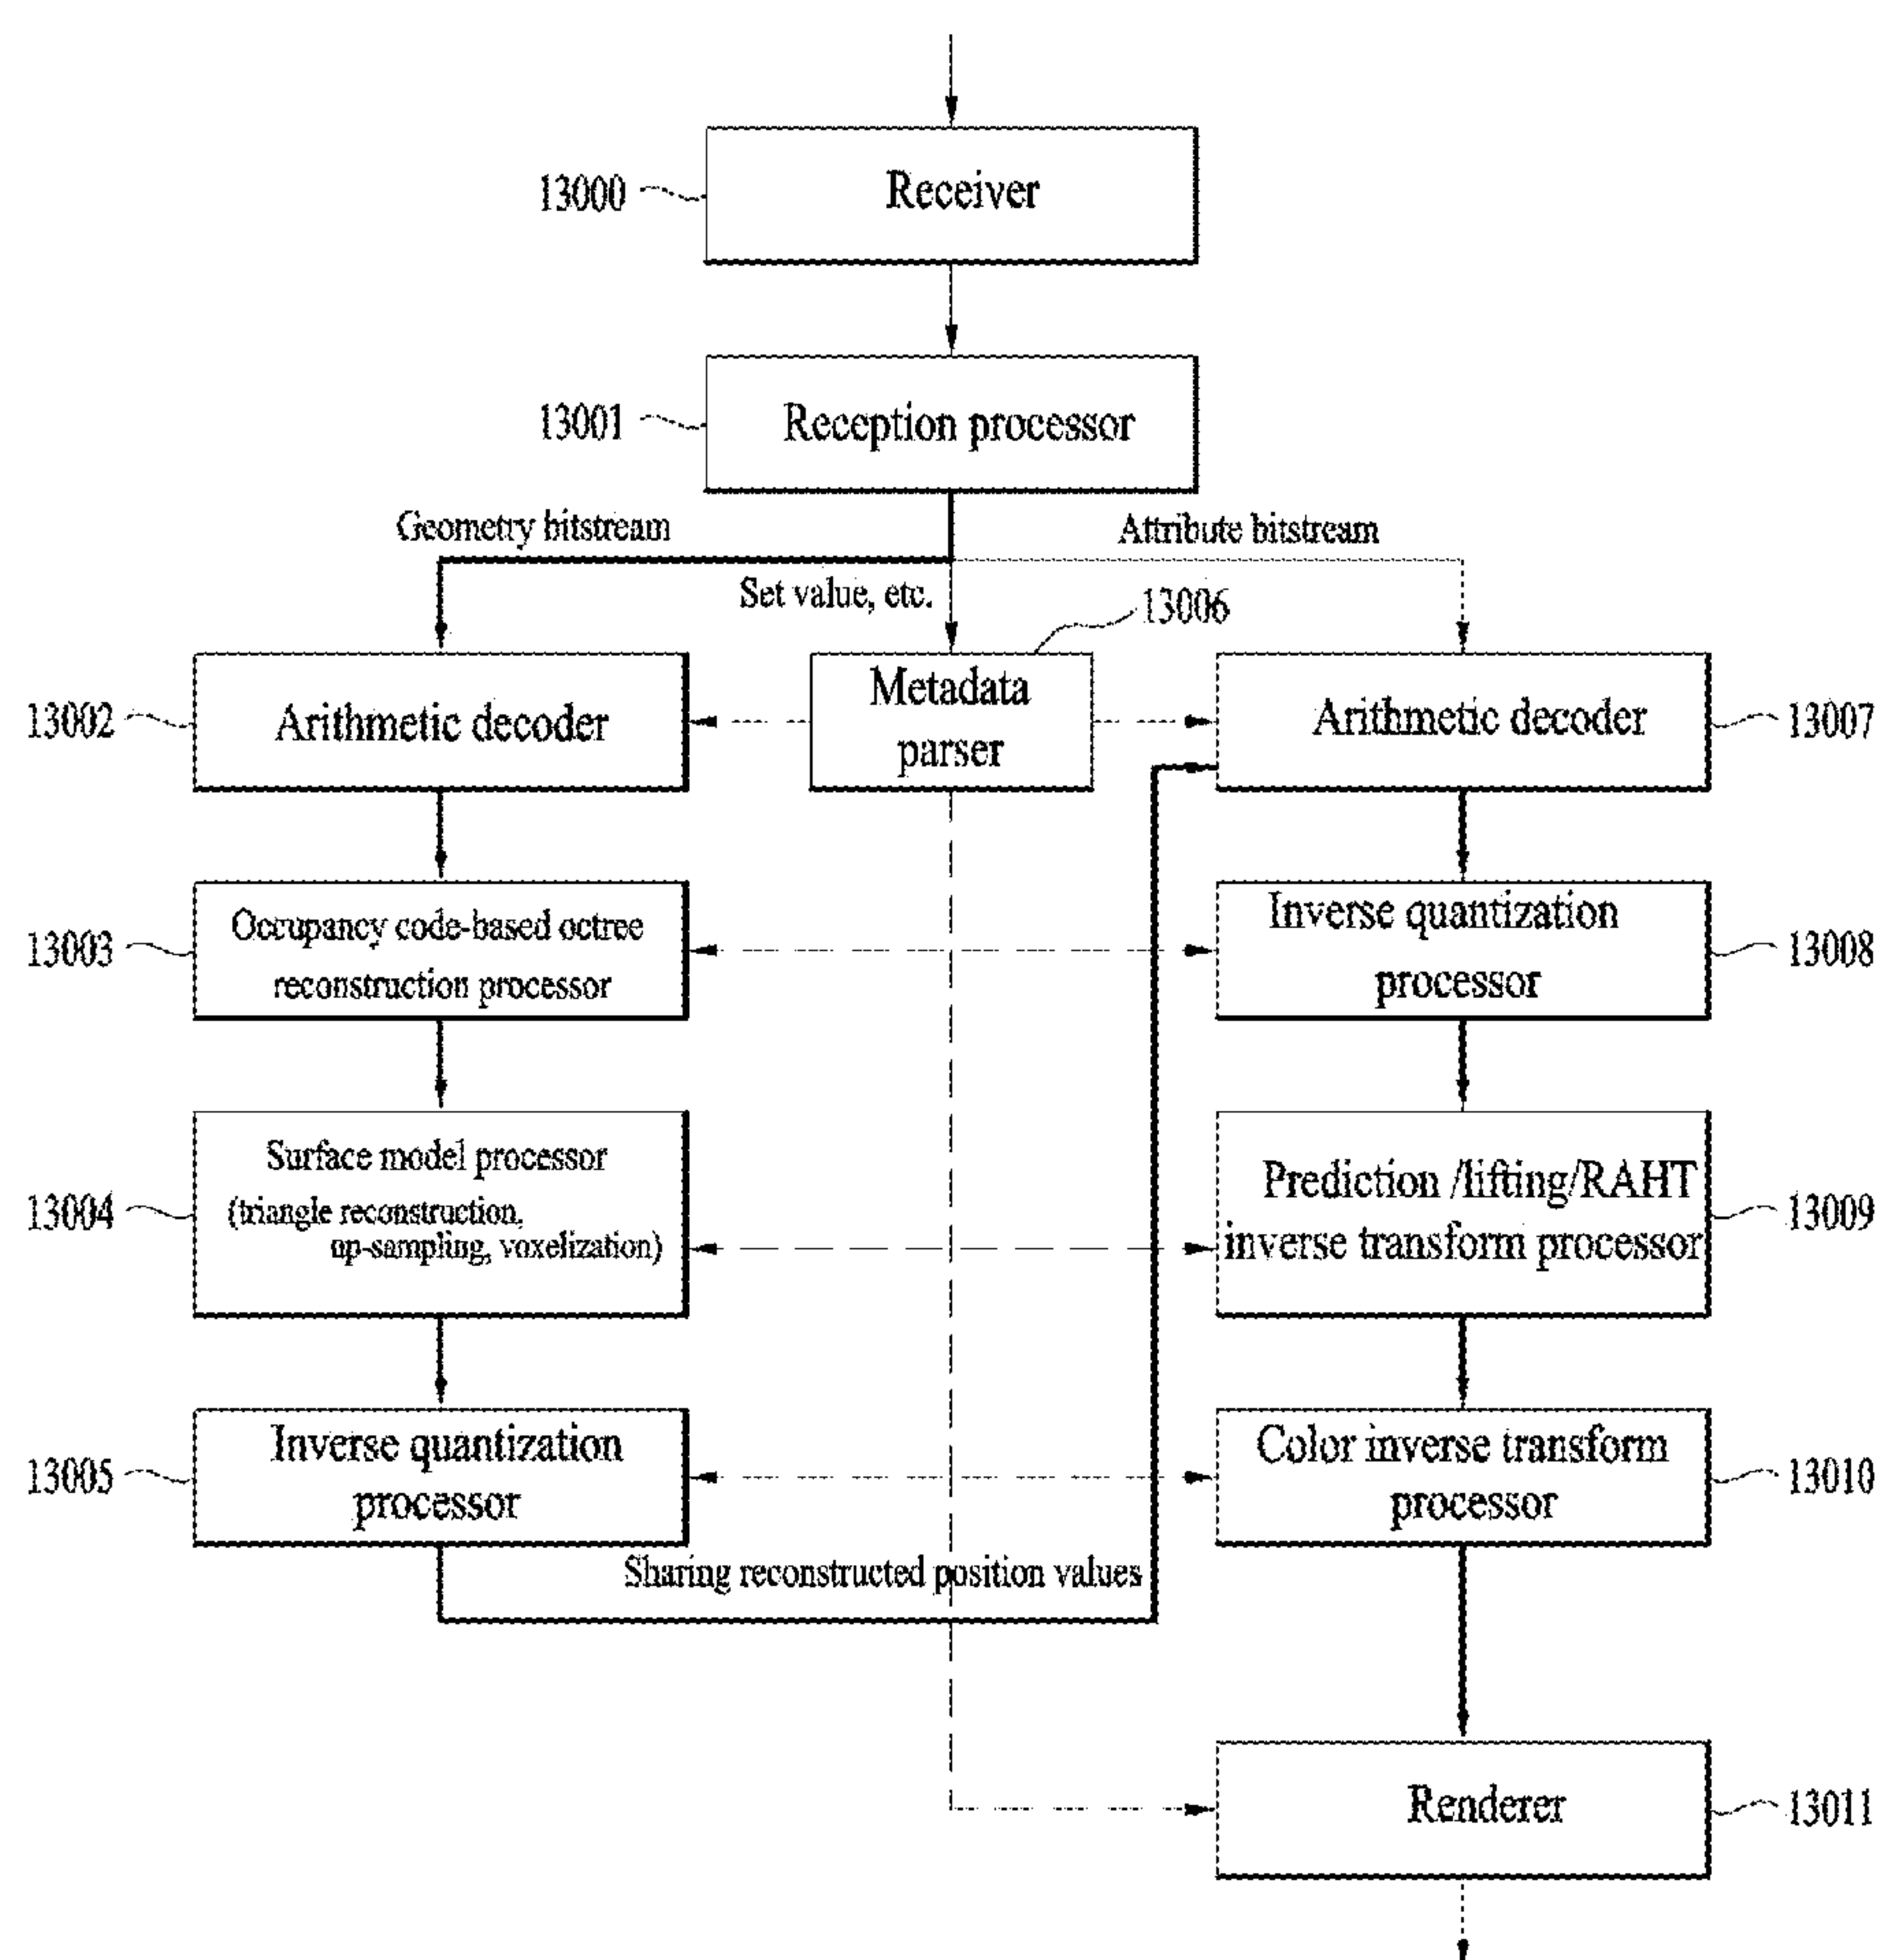 13000
Receiver
13001
Reception processor
Geometry bitstream
Attribute bitstream
Set value, etc.
13006
13002
Arithmetic decoder
Metadata
parser
Arithmetic decoder
13007
13003
Occupancy code-based octree
reconstruction processor
Inverse quantization
processor
13008
13004
Surface model processor
(triangle reconstruction,
up-sampling, voxelization)
Prediction /lifting/RAHT
inverse transform processor
13009
13005
Inverse quantization
processor
Color inverse transform
processor
13010
Sharing reconstructed position values
Renderer
13011